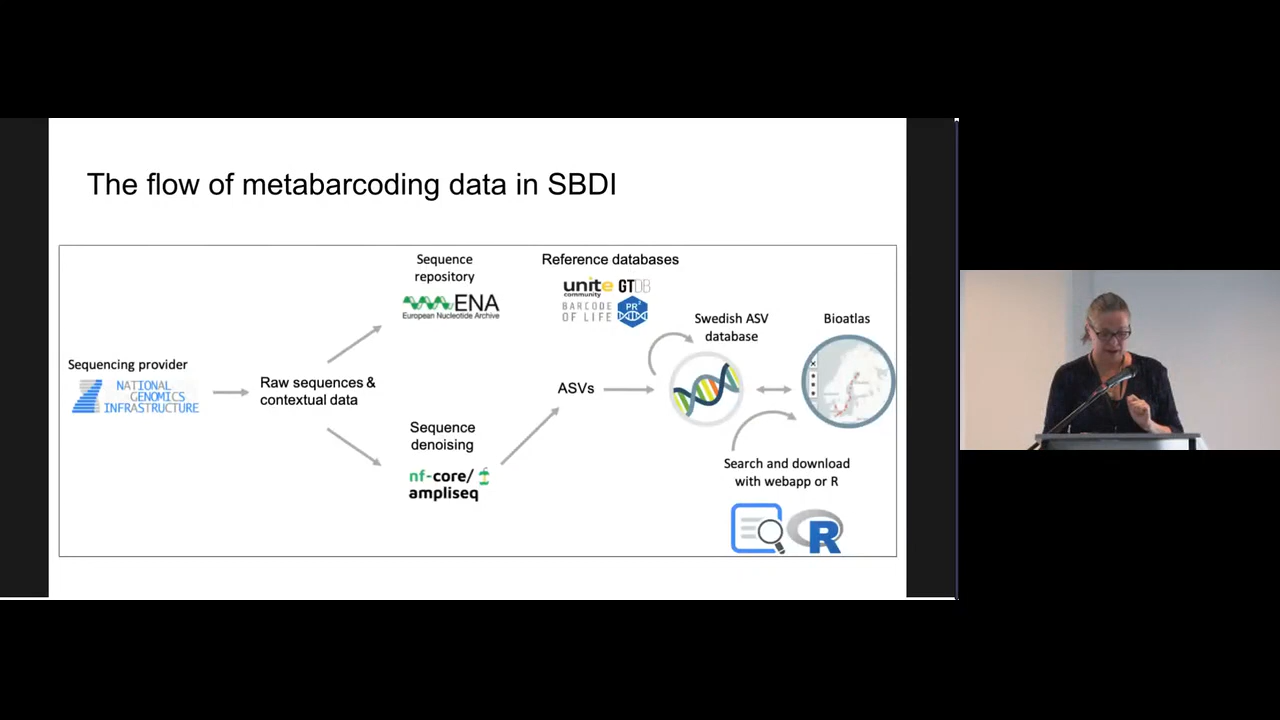 The flow of metabarcoding data in SBDI
Sequencing provider
NATIONAL
GENOMICS
INFRASTRUCTURE
Raw sequences &
contextual data
Sequence
repository
ENA
European Nucleotide Archive
Sequence
denoising
nf-core/
ampliseq
Reference databases
unite
community
GTDB
BARCODE
OF LIFE
PR2
ASVs
Swedish ASV
database
Bioatlas
Search and download
with webapp or R
R